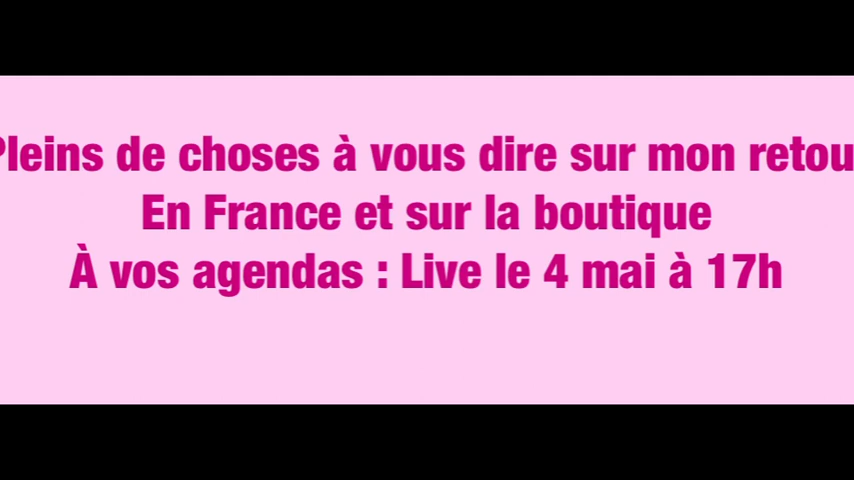 Pleins de choses à vous dire sur mon retou
En France et sur la boutique
À vos agendas : Live le 4 mai à 17h